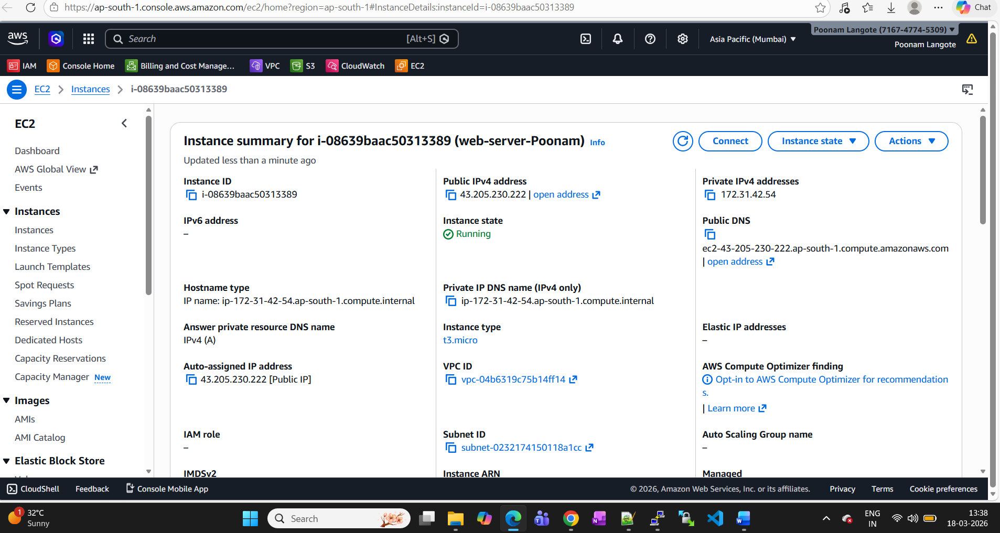 https://ap-south-1.console.aws.amazon.com/ec2/home?region=ap-south-1#InstanceDetails:instanceId=i-08639baac50313389
Chat
aws
Search
[Alt+S]
Asia Pacific (Mumbai)
Poonam Langote (7167-4774-5309)
Poonam Langote
IAM
Console Home
Billing and Cost Manage...
VPC
S3
CloudWatch
EC2
EC2
Instances
i-08639baac50313389
EC2
Dashboard
AWS Global View
Events
Instances
Instances
Instance Types
Launch Templates
Spot Requests
Savings Plans
Reserved Instances
Dedicated Hosts
Capacity Reservations
Capacity Manager New
Images
AMIs
AMI Catalog
Elastic Block Store
Instance summary for i-08639baac50313389 (web-server-Poonam) Info
Updated less than a minute ago
Connect
Instance state
Actions
Instance ID
i-08639baac50313389
Public IPv4 address
43.205.230.222 | open address
Private IPv4 addresses
172.31.42.54
IPv6 address
–
Instance state
Running
Public DNS
ec2-43-205-230-222.ap-south-1.compute.amazonaws.com
| open address
Hostname type
IP name: ip-172-31-42-54.ap-south-1.compute.internal
Private IP DNS name (IPv4 only)
ip-172-31-42-54.ap-south-1.compute.internal
Answer private resource DNS name
IPv4 (A)
Instance type
t3.micro
Elastic IP addresses
–
Auto-assigned IP address
43.205.230.222 [Public IP]
VPC ID
vpc-04b6319c75b14ff14
AWS Compute Optimizer finding
Opt-in to AWS Compute Optimizer for recommendation
s.
| Learn more
IAM role
–
Subnet ID
subnet-0232174150118a1cc
Auto Scaling Group name
–
IMDSv2
Instance ARN
Managed
CloudShell
Feedback
Console Mobile App
© 2026, Amazon Web Services, Inc. or its affiliates.
Privacy
Terms
Cookie preferences
1
32°C
Sunny
Search
ENG
IN
13:38
18-03-2026